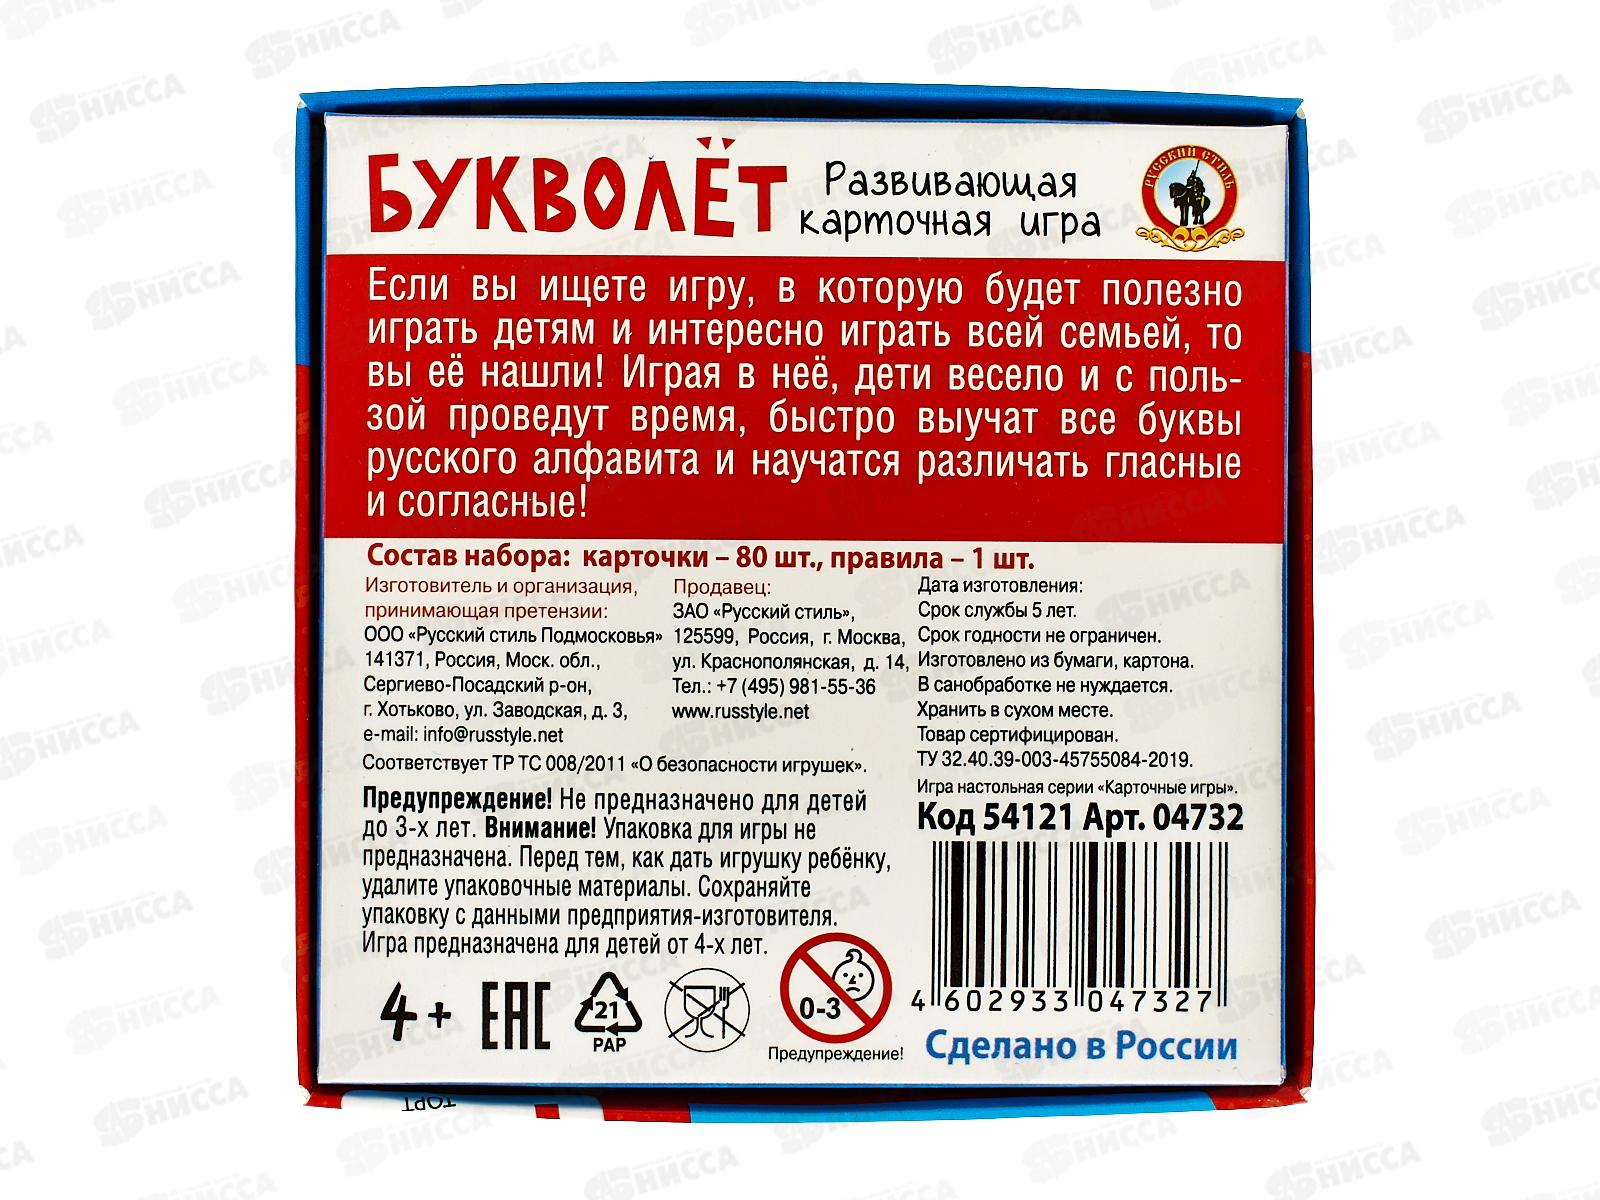 БУКВОЛЁТ
Развивающая
карточная игра
РУССКИЙ СТИЛЬ
Если вы ищете игру, в которую будет полезно
играть детям и интересно играть всей семьей, то
вы её нашли! Играя в неё, дети весело и с поль-
зой проведут время, быстро выучат все буквы
русского алфавита и научатся различать гласные
и согласные!
Состав набора: карточки – 80 шт., правила – 1 шт.
Изготовитель и организация,
принимающая претензии:
ООО «Русский стиль Подмосковья»
141371, Россия, Моск. обл.,
Сергиево-Посадский р-он,
г. Хотьково, ул. Заводская, д. 3,
e-mail: info@russtyle.net
Продавец:
ЗАО «Русский стиль»,
125599, Россия, г. Москва,
ул. Краснополянская, д. 14,
Тел.: +7 (495) 981-55-36
www.russtyle.net
Соответствует ТР ТС 008/2011 «О безопасности игрушек».
Дата изготовления:
Срок службы 5 лет.
Срок годности не ограничен.
Изготовлено из бумаги, картона.
В санобработке не нуждается.
Хранить в сухом месте.
Товар сертифицирован.
ТУ 32.40.39-003-45755084-2019.
Игра настольная серии «Карточные игры».
Код 54121 Арт. 04732
Предупреждение! Не предназначено для детей
до 3-х лет. Внимание! Упаковка для игры не
предназначена. Перед тем, как дать игрушку ребёнку,
удалите упаковочные материалы. Сохраняйте
упаковку с данными предприятия-изготовителя.
Игра предназначена для детей от 4-х лет.
4+
EAC
21
PAP
0-3
Предупреждение!
4 602933 047327
Сделано в России
ТОРТ
НИССА